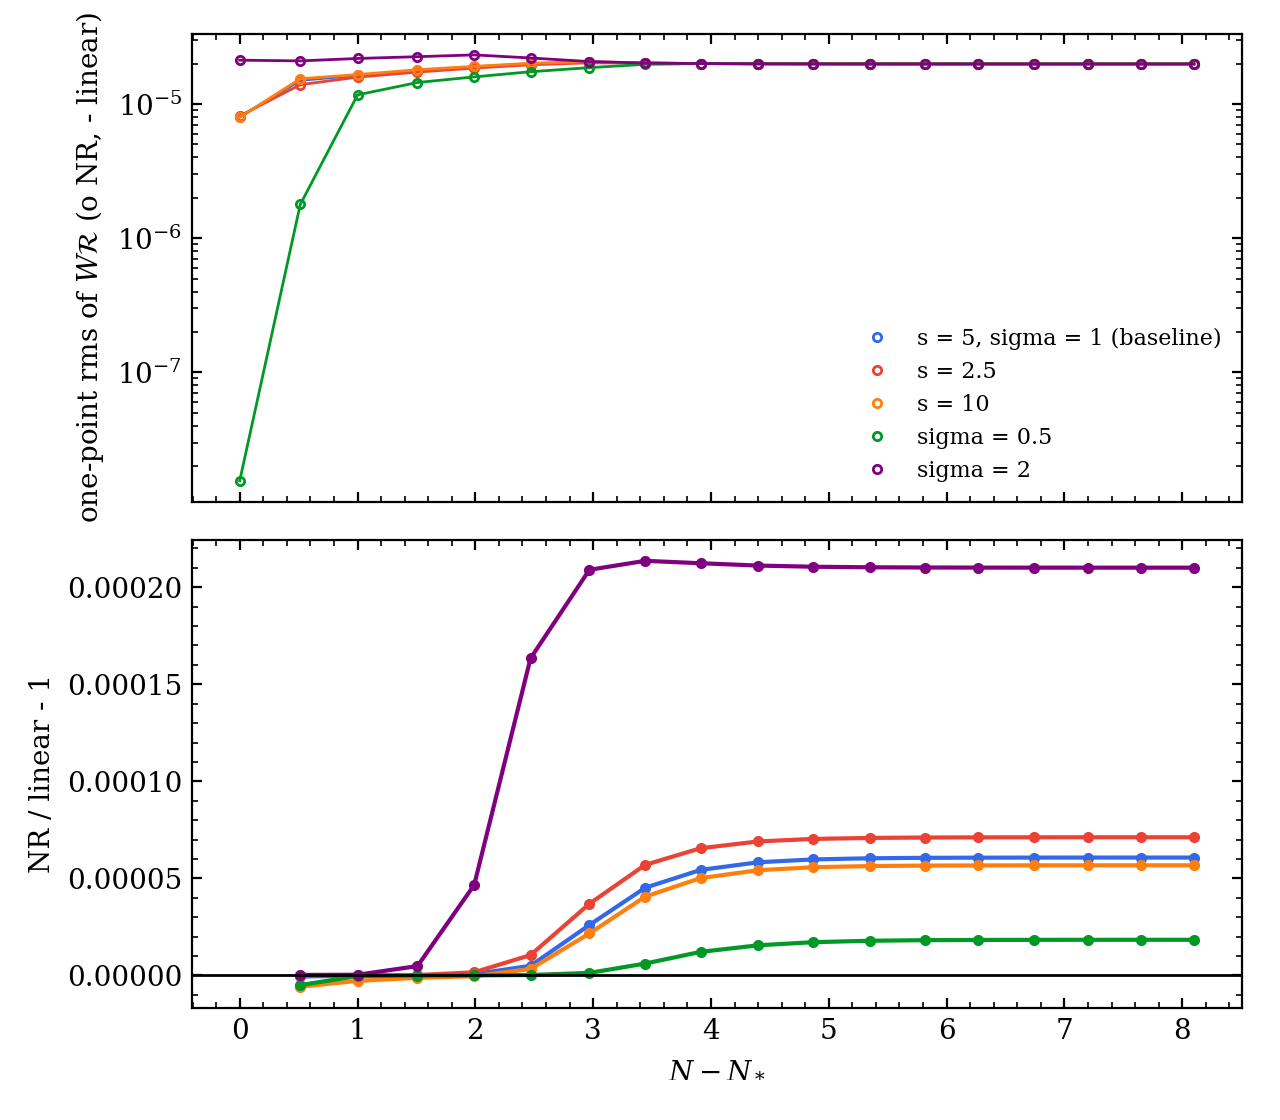 one-point rms of W𝓡 (o NR, - linear)
10⁻⁵
10⁻⁶
10⁻⁷
s = 5, sigma = 1 (baseline)
s = 2.5
s = 10
sigma = 0.5
sigma = 2
NR / linear - 1
0.00020
0.00015
0.00010
0.00005
0.00000
0 1 2 3 4 5 6 7 8
N − N∗